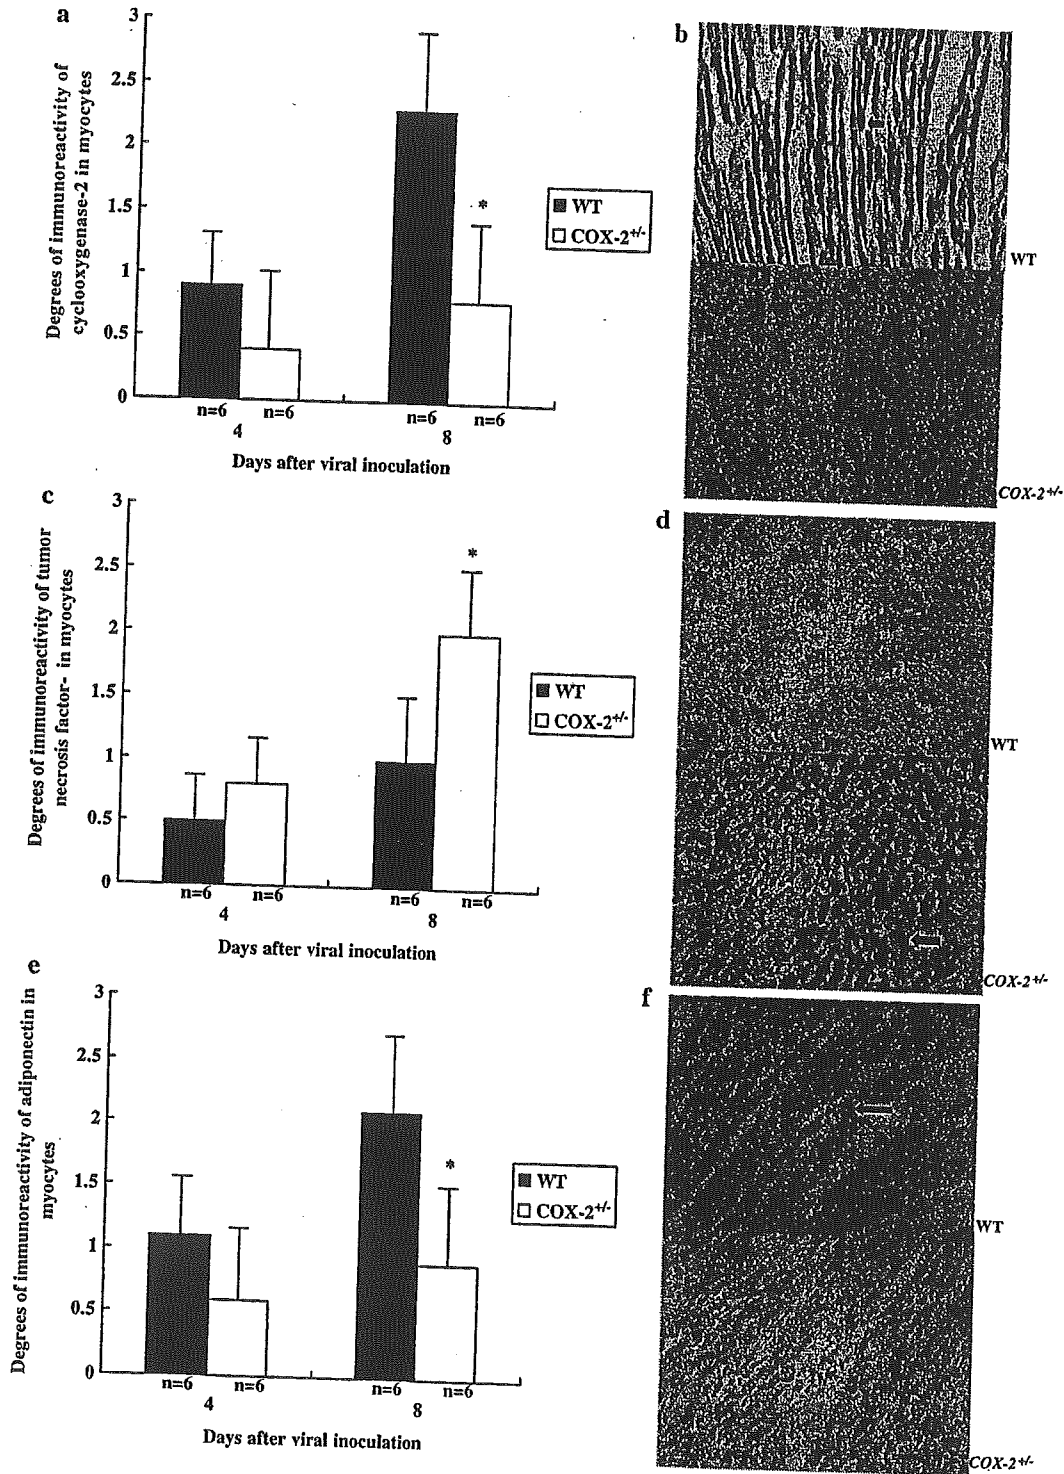 a
3
2.5
2
1.5
1
0.5
0
Degrees of immunoreactivity of
cyclooxygenase-2 in myocytes
*
WT
COX-2+/-
n=6 n=6 n=6 n=6
4 8
Days after viral inoculation
b
WT
COX-2+/-
c
3
2.5
2
1.5
1
0.5
0
Degrees of immunoreactivity of tumor
necrosis factor- in myocytes
*
WT
COX-2+/-
n=6 n=6 n=6 n=6
4 8
Days after viral inoculation
d
WT
COX-2+/-
e
3
2.5
2
1.5
1
0.5
0
Degrees of immunoreactivity of adiponectin in
myocytes
*
WT
COX-2+/-
n=6 n=6 n=6 n=6
4 8
Days after viral inoculation
f
WT
COX-2+/-